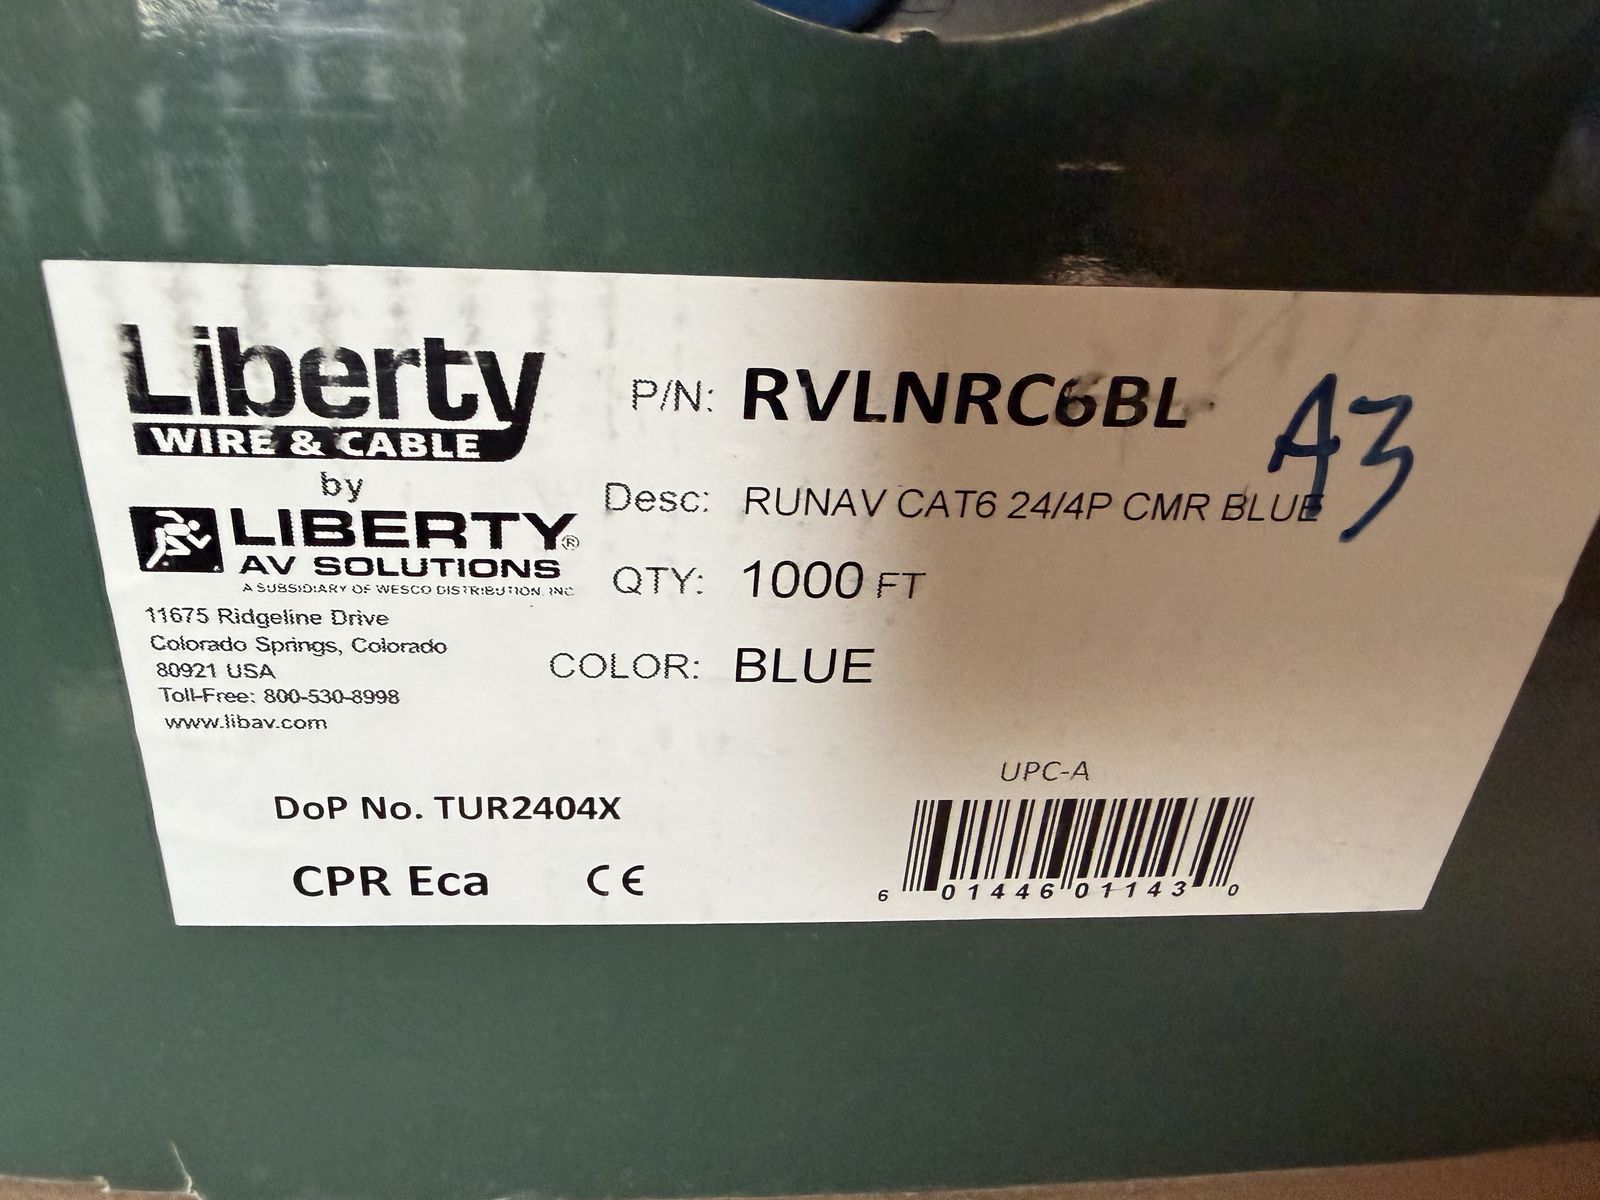 Liberty
WIRE & CABLE
by
LIBERTY®
AV SOLUTIONS
A SUBSIDIARY OF WESCO DISTRIBUTION, INC
11675 Ridgeline Drive
Colorado Springs, Colorado
80921 USA
Toll-Free: 800-530-8998
www.libav.com
P/N: RVLNRC6BL
A3
Desc: RUNAV CAT6 24/4P CMR BLUE
QTY: 1000 FT
COLOR: BLUE
DoP No. TUR2404X
CPR Eca CE
UPC-A
6 01446 01143 0